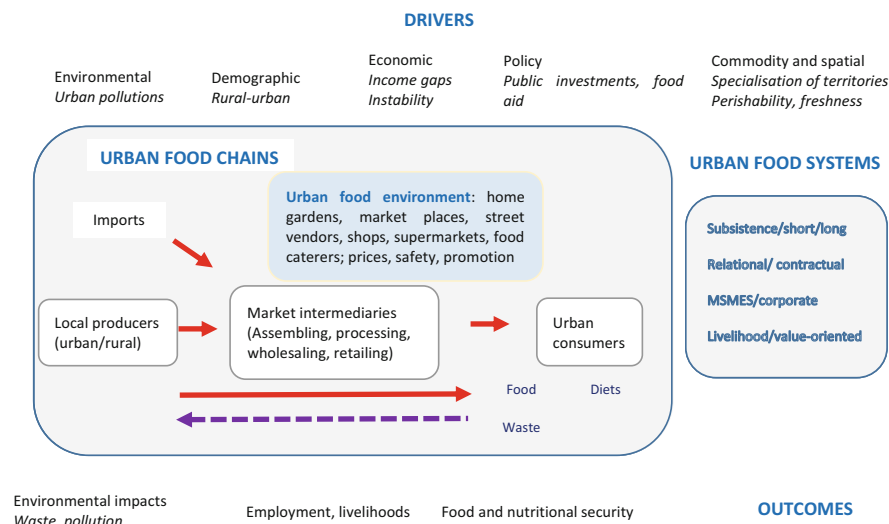 DRIVERS
Environmental
Urban pollutions
Demographic
Rural-urban
Economic
Income gaps
Instability
Policy
Public investments, food
aid
Commodity and spatial
Specialisation of territories
Perishability, freshness
URBAN FOOD CHAINS
Urban food environment: home
gardens, market places, street
vendors, shops, supermarkets, food
caterers; prices, safety, promotion
Imports
Local producers
(urban/rural)
Market intermediaries
(Assembling, processing,
wholesaling, retailing)
Urban
consumers
Food
Diets
Waste
URBAN FOOD SYSTEMS
Subsistence/short/long
Relational/ contractual
MSMES/corporate
Livelihood/value-oriented
Environmental impacts
Waste, pollution
Employment, livelihoods
Food and nutritional security
OUTCOMES